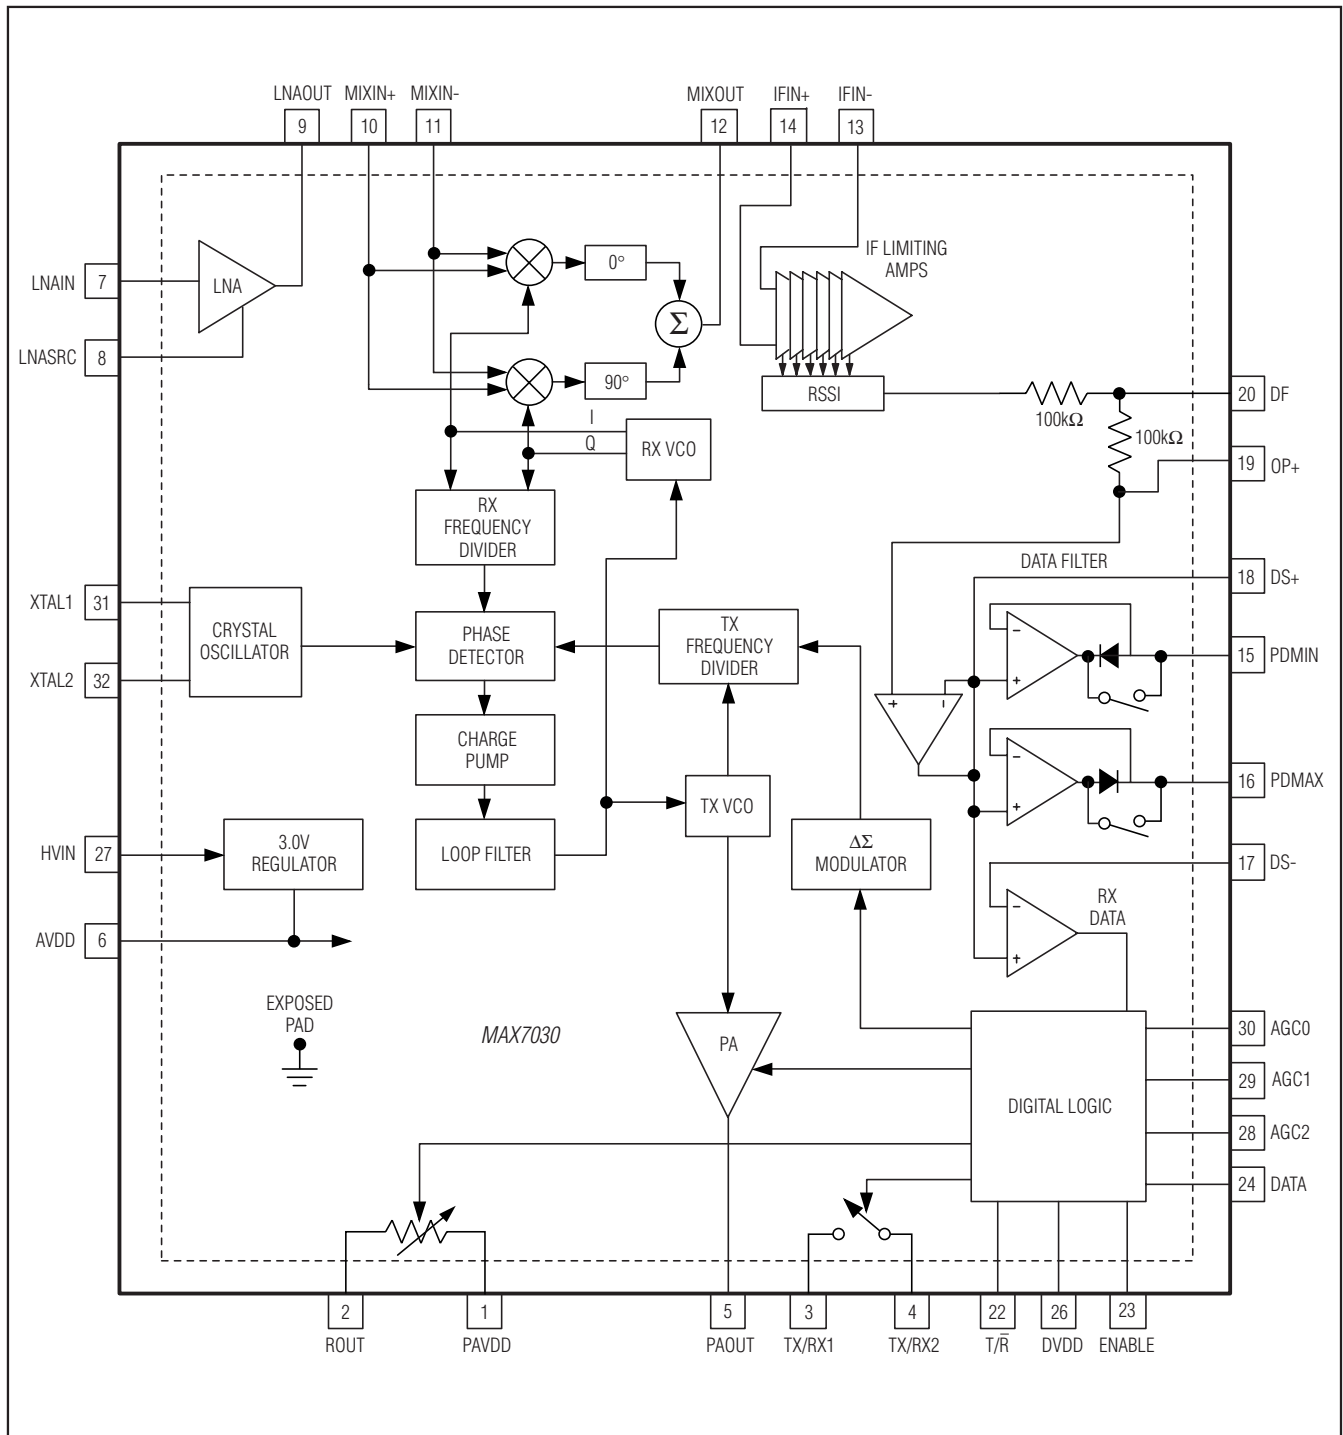 LNAOUT MIXIN+ MIXIN- MIXOUT IFIN+ IFIN-
9 10 11 12 14 13
IF LIMITING
AMPS
LNAIN 7 LNA
0°
Σ
LNASRC 8
90°
RSSI
100kΩ
20 DF
100kΩ
19 OP+
I
Q
RX VCO
RX
FREQUENCY
DIVIDER
DATA FILTER
18 DS+
XTAL1 31
XTAL2 32
CRYSTAL
OSCILLATOR
PHASE
DETECTOR
TX
FREQUENCY
DIVIDER
−
+
15 PDMIN
+ −
CHARGE
PUMP
−
+
16 PDMAX
TX VCO
HVIN 27
3.0V
REGULATOR
LOOP FILTER
ΔΣ
MODULATOR
17 DS-
−
+
RX
DATA
AVDD 6
EXPOSED
PAD
MAX7030
PA
DIGITAL LOGIC
30 AGC0
29 AGC1
28 AGC2
24 DATA
2 1 5 3 4 22 26 23
ROUT PAVDD PAOUT TX/RX1 TX/RX2 T/R̅ DVDD ENABLE